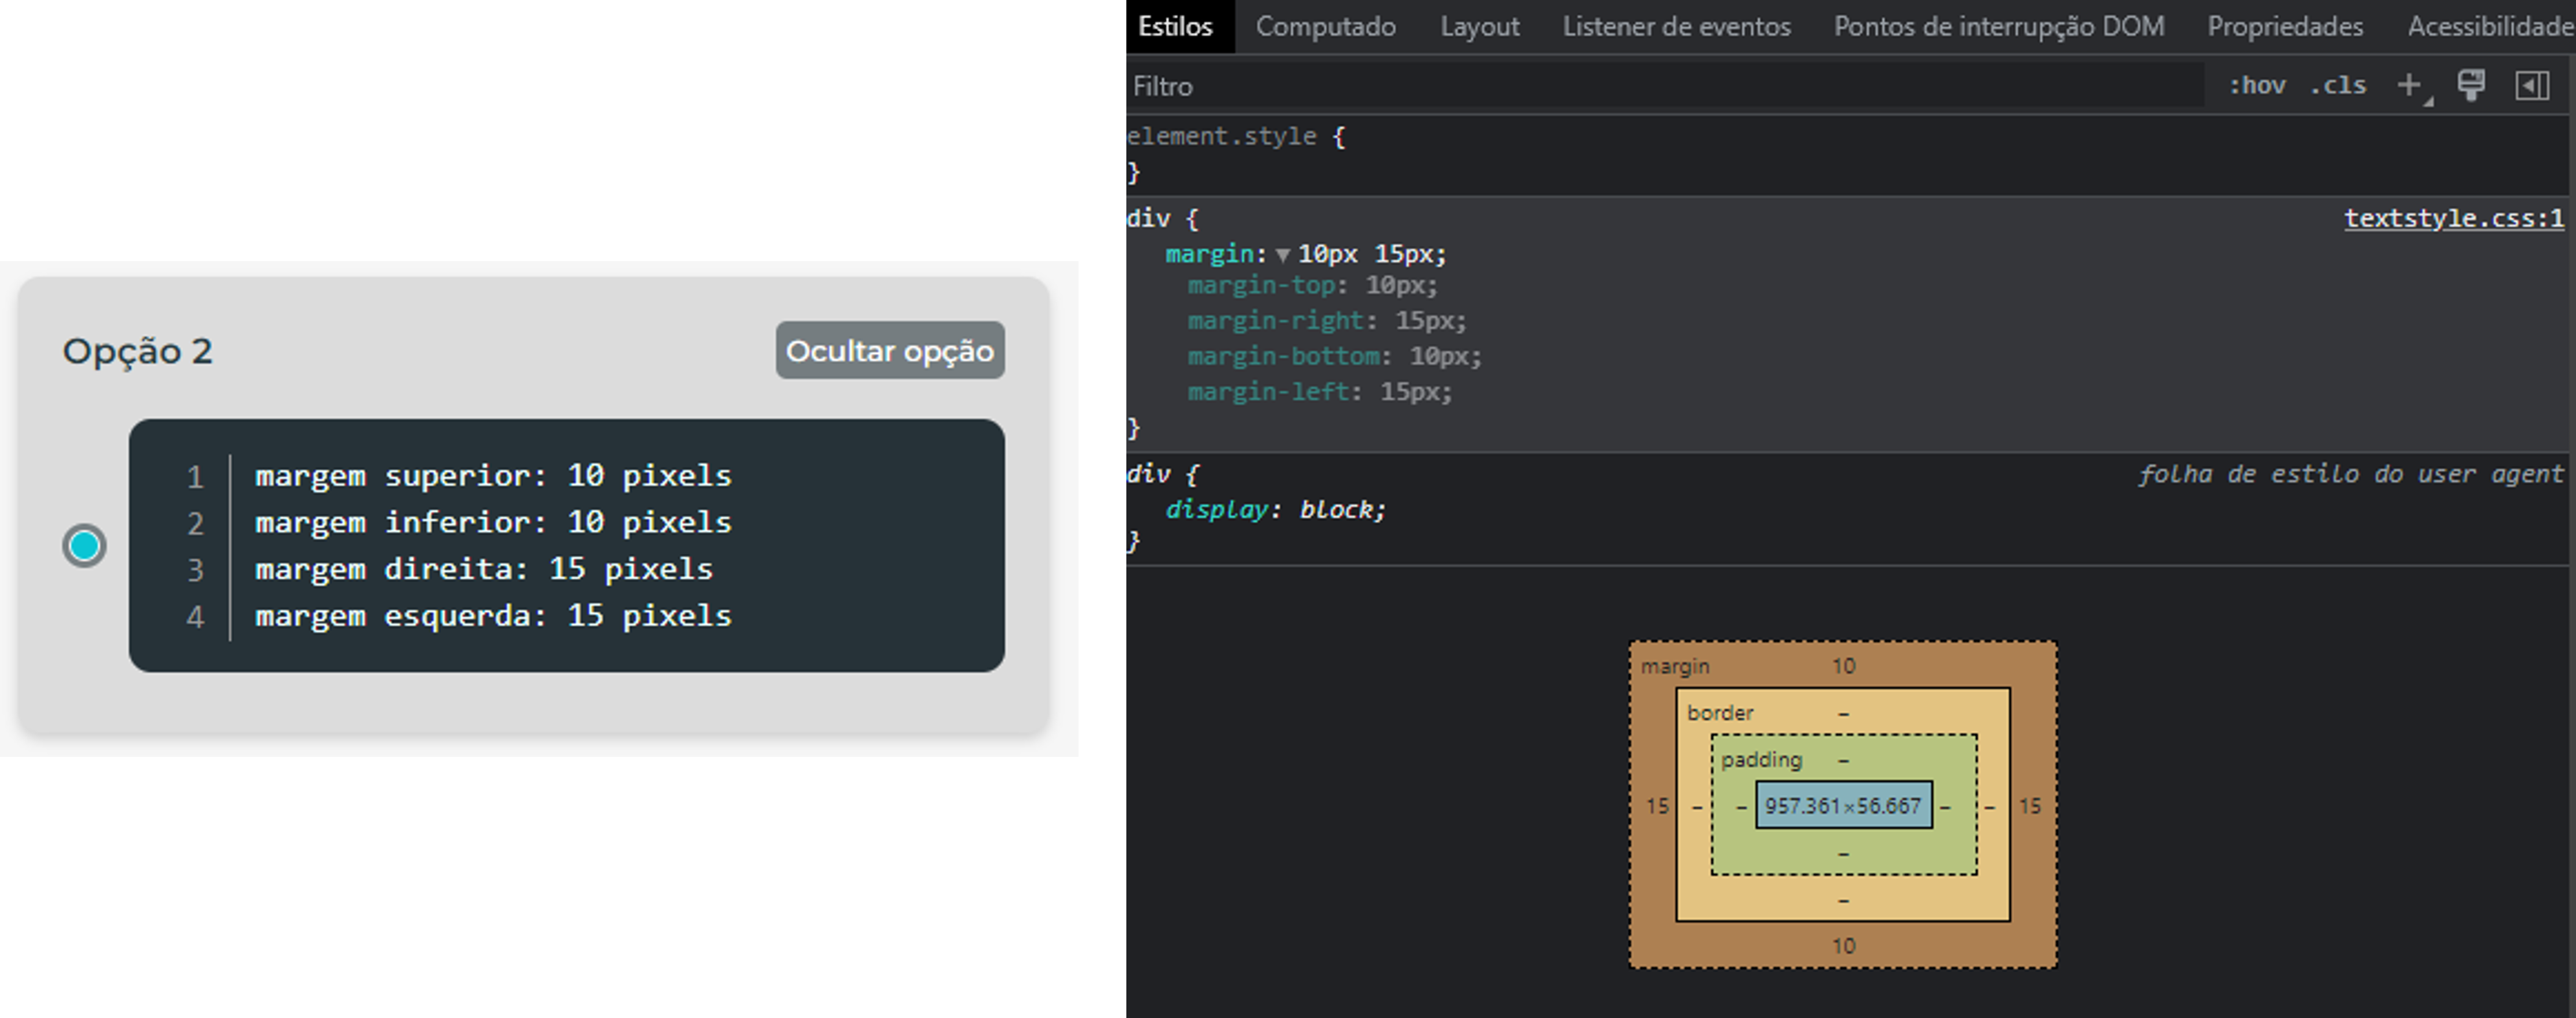 Opção 2
Ocultar opção
1 margem superior: 10 pixels
2 margem inferior: 10 pixels
3 margem direita: 15 pixels
4 margem esquerda: 15 pixels
Estilos Computado Layout Listener de eventos Pontos de interrupção DOM Propriedades Acessibilidade
Filtro :hov .cls +
element.style {
}
div { textstyle.css:1
margin: 10px 15px;
margin-top: 10px;
margin-right: 15px;
margin-bottom: 10px;
margin-left: 15px;
}
div { folha de estilo do user agent
display: block;
}
margin 10
border –
padding –
15 – – 957.361×56.667 – – 15
–
–
10